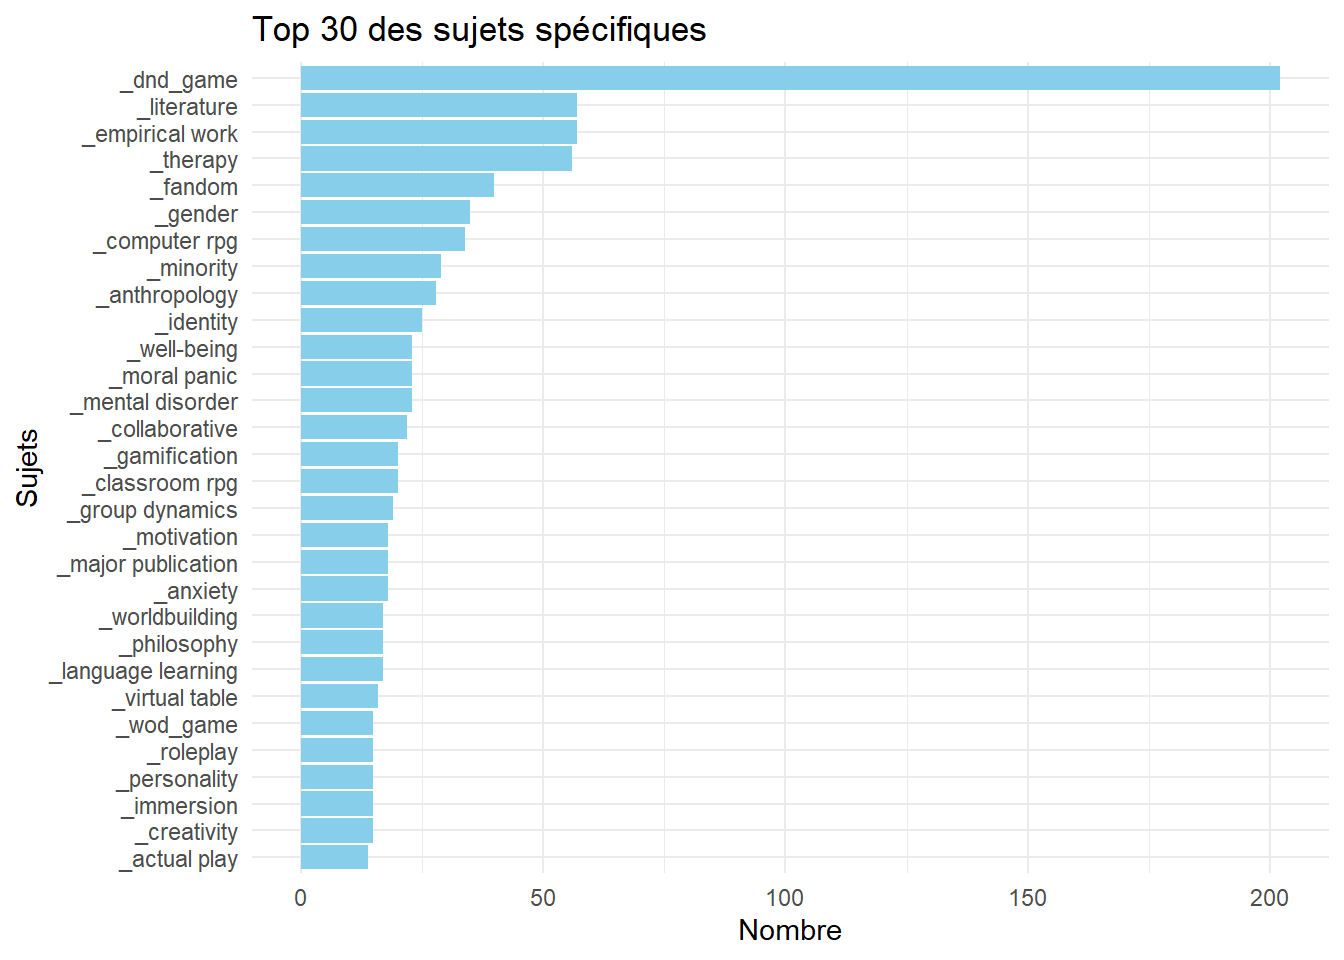 Top 30 des sujets spécifiques
_dnd_game
_literature
_empirical work
_therapy
_fandom
_gender
_computer rpg
_minority
_anthropology
_identity
_well-being
_moral panic
_mental disorder
_collaborative
_gamification
_classroom rpg
_group dynamics
_motivation
_major publication
_anxiety
_worldbuilding
_philosophy
_language learning
_virtual table
_wod_game
_roleplay
_personality
_immersion
_creativity
_actual play
Sujets
0 50 100 150 200
Nombre